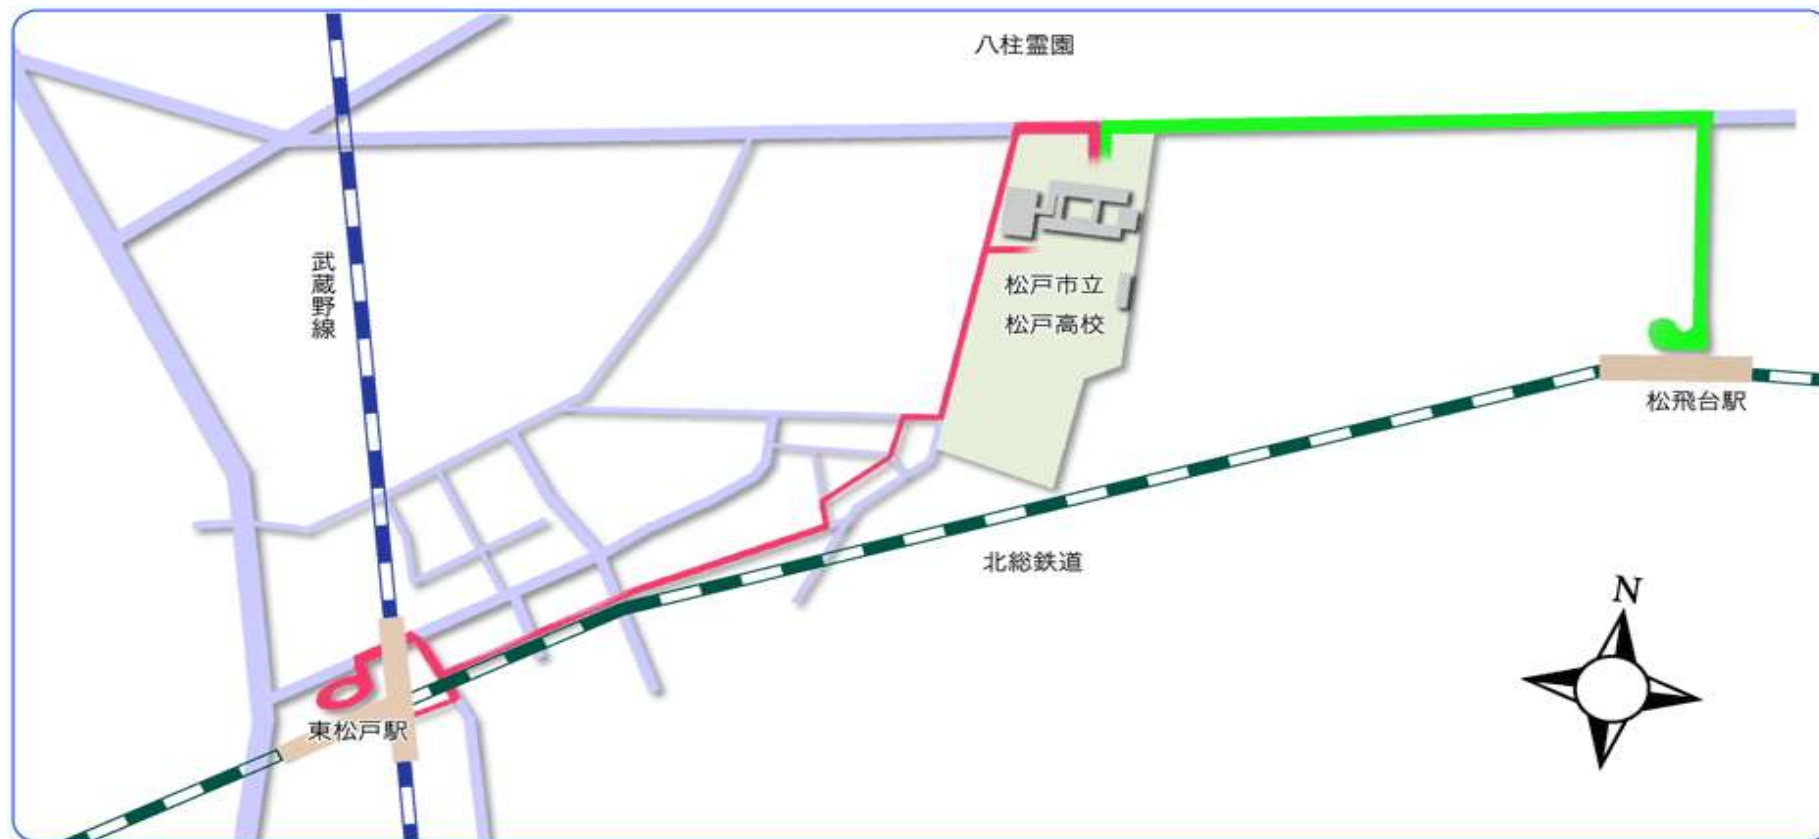 八柱霊園
武蔵野線
松戸市立
松戸高校
松飛台駅
北総鉄道
N
東松戸駅